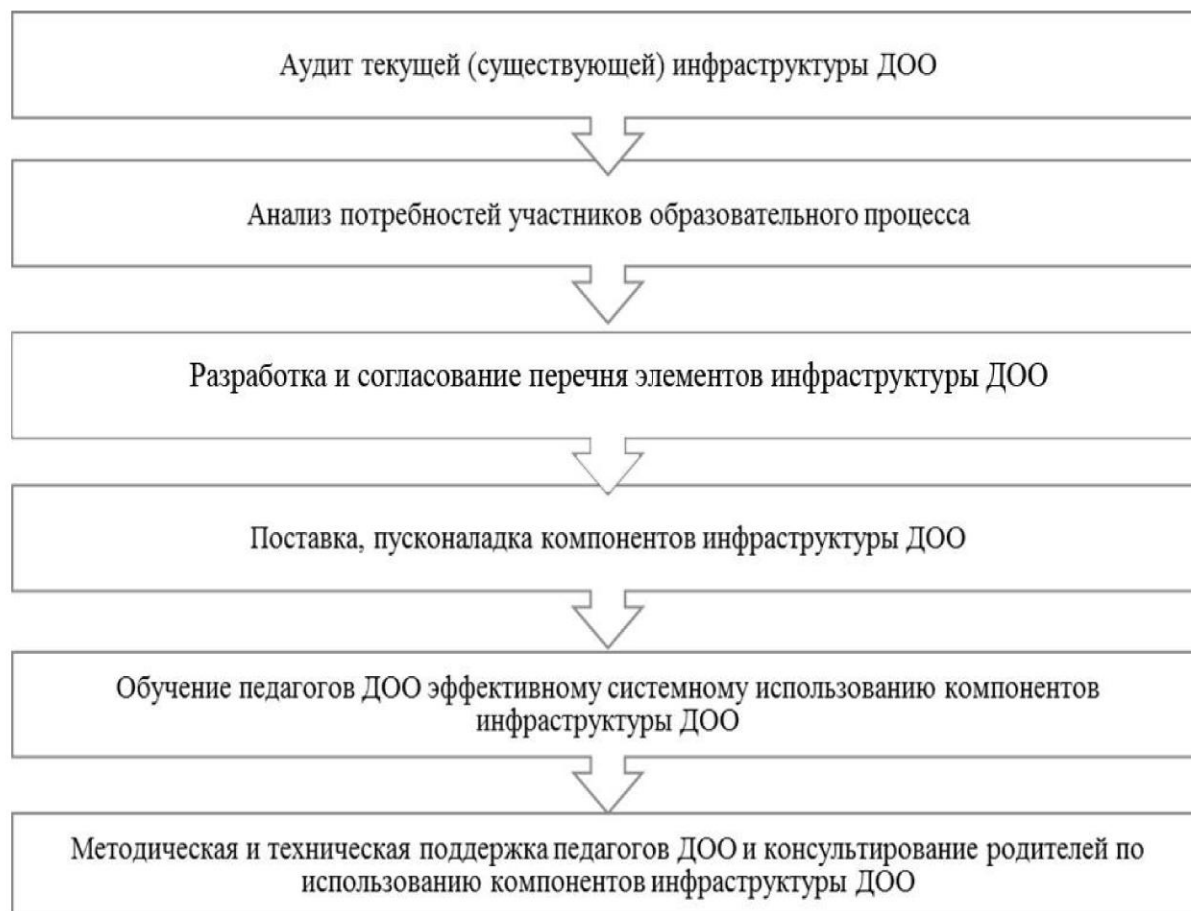 Аудит текущей (существующей) инфраструктуры ДОО
Анализ потребностей участников образовательного процесса
Разработка и согласование перечня элементов инфраструктуры ДОО
Поставка, пусконаладка компонентов инфраструктуры ДОО
Обучение педагогов ДОО эффективному системному использованию компонентов
инфраструктуры ДОО
Методическая и техническая поддержка педагогов ДОО и консультирование родителей по
использованию компонентов инфраструктуры ДОО